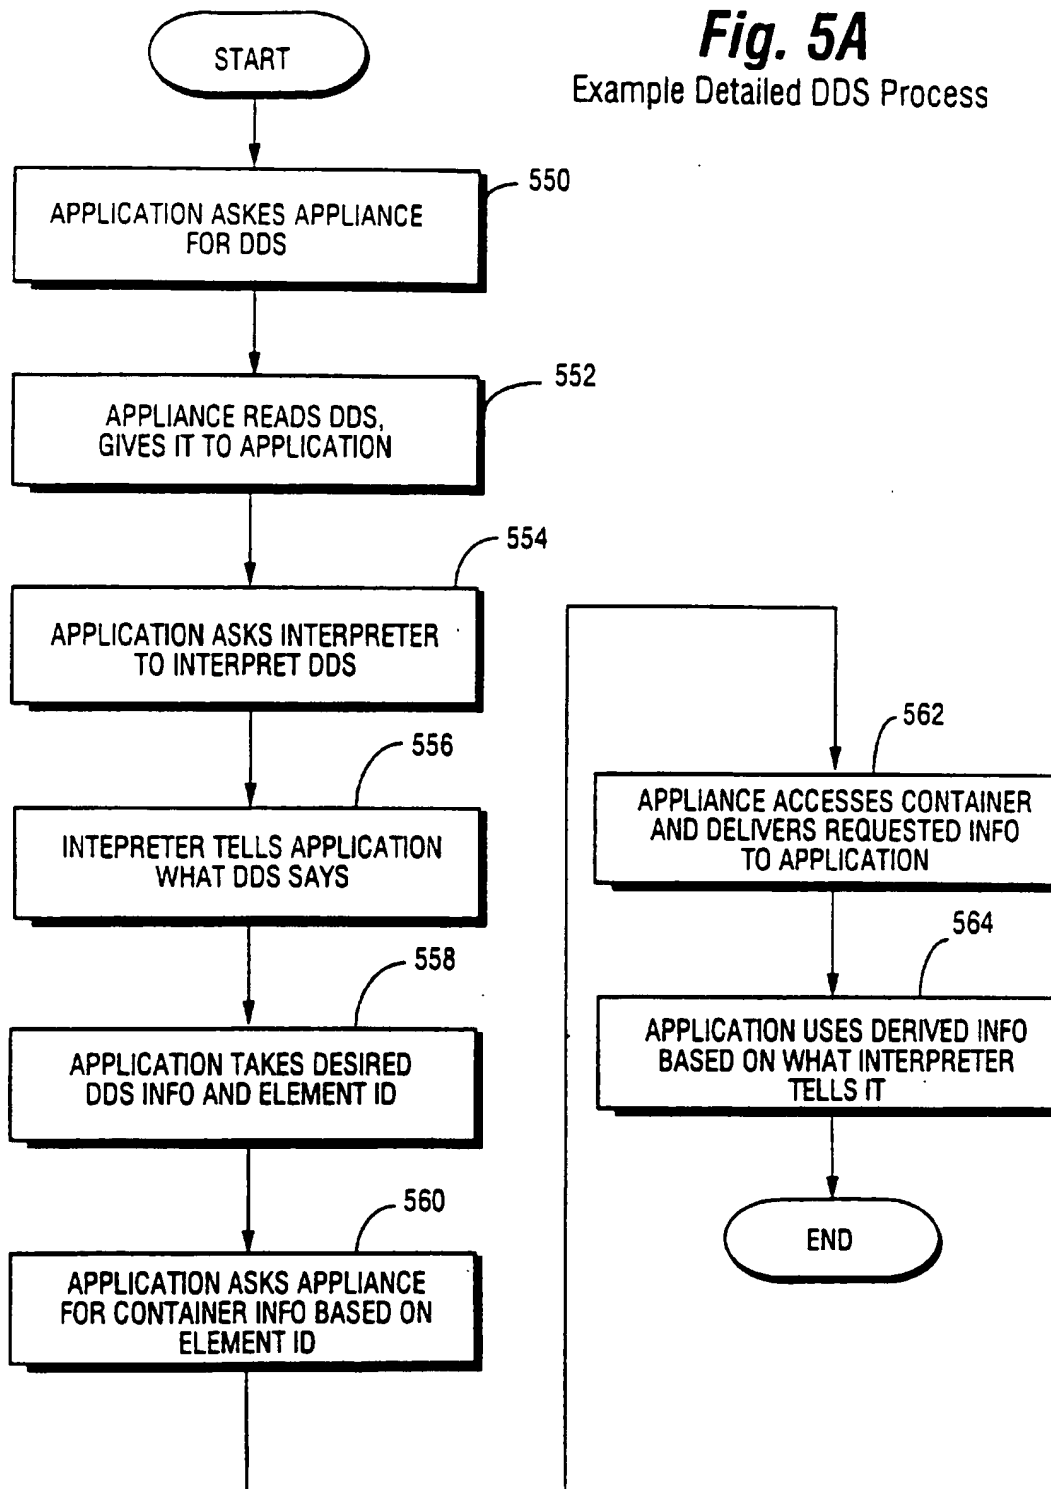 Fig. 5A
Example Detailed DDS Process
START
550
APPLICATION ASKES APPLIANCE
FOR DDS
552
APPLIANCE READS DDS,
GIVES IT TO APPLICATION
554
APPLICATION ASKS INTERPRETER
TO INTERPRET DDS
556
INTEPRETER TELLS APPLICATION
WHAT DDS SAYS
558
APPLICATION TAKES DESIRED
DDS INFO AND ELEMENT ID
560
APPLICATION ASKS APPLIANCE
FOR CONTAINER INFO BASED ON
ELEMENT ID
562
APPLIANCE ACCESSES CONTAINER
AND DELIVERS REQUESTED INFO
TO APPLICATION
564
APPLICATION USES DERIVED INFO
BASED ON WHAT INTERPRETER
TELLS IT
END